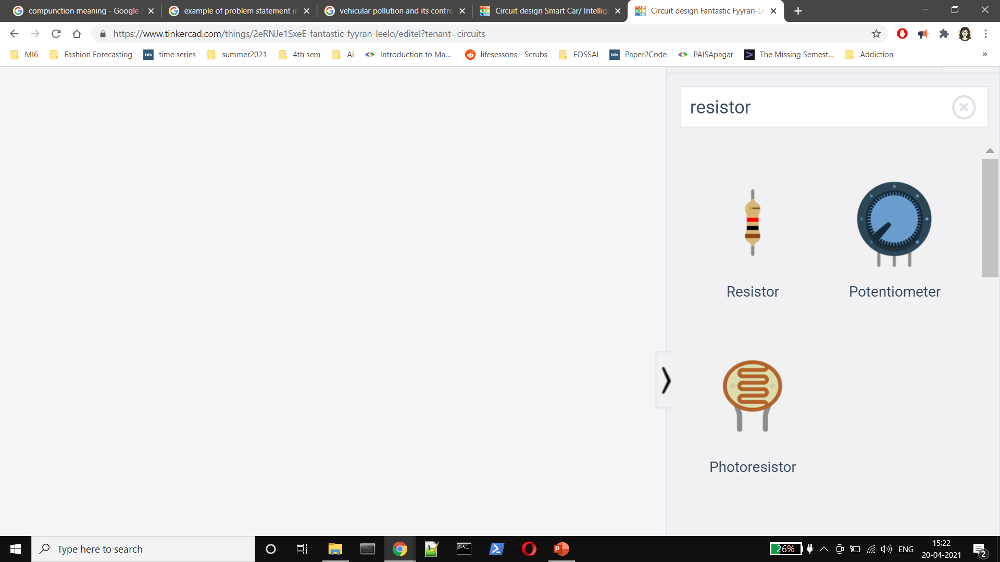 compunction meaning - Google
example of problem statement in
vehicular pollution and its contro
Circuit design Smart Car/ Intellig
Circuit design Fantastic Fyyran-Le
https://www.tinkercad.com/things/2eRNJe1SxeE-fantastic-fyyran-leelo/editel?tenant=circuits
MI6
Fashion Forecasting
tds
time series
summer2021
4th sem
Ai
Introduction to Ma...
lifesessons - Scrubs
FOSSAI
tds
Paper2Code
PAISApagar
The Missing Semest...
Addiction
»
resistor
Resistor
Potentiometer
Photoresistor
Type here to search
26%
ENG
15:22
20-04-2021
2